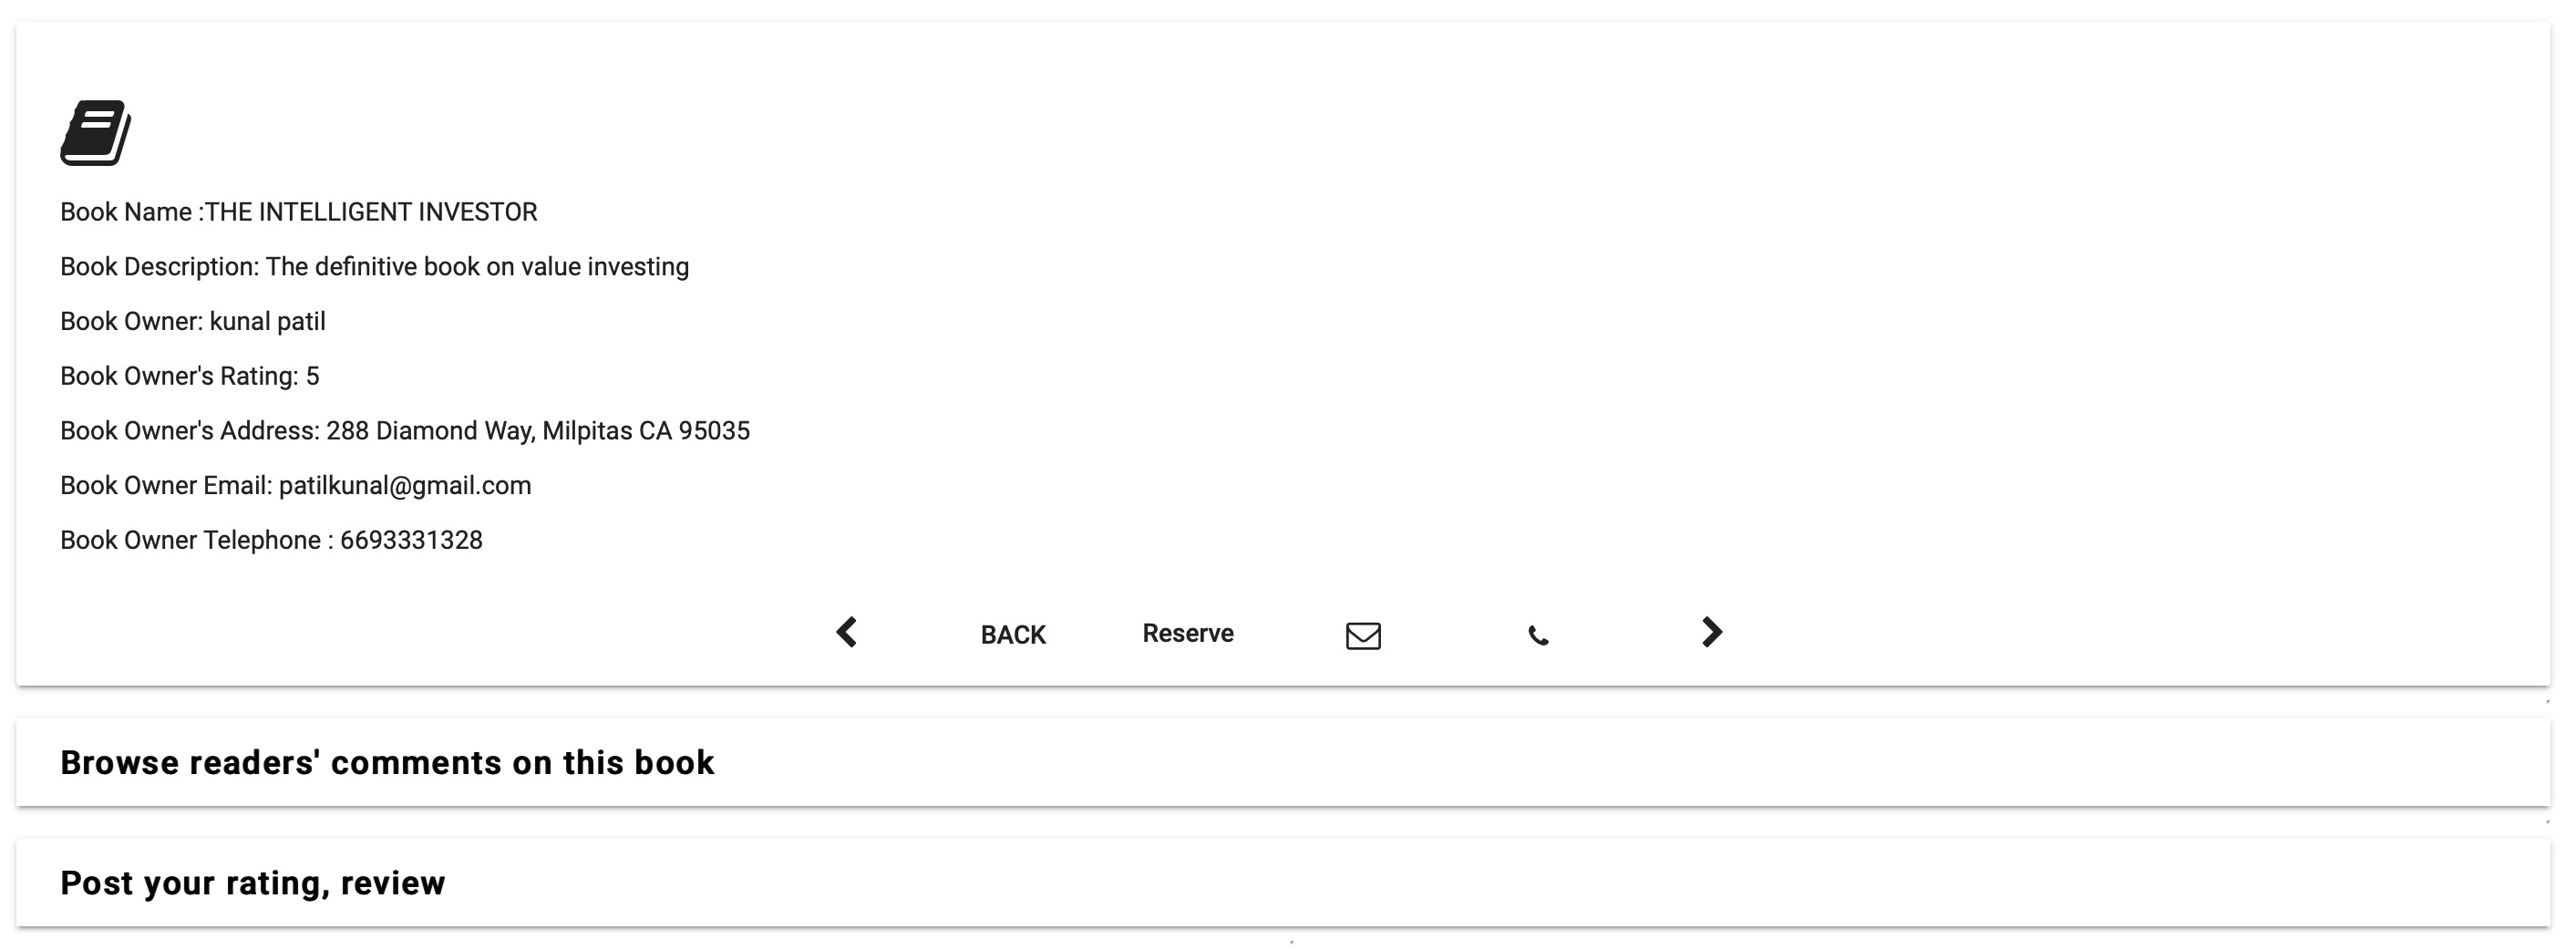 Book Name :THE INTELLIGENT INVESTOR
Book Description: The definitive book on value investing
Book Owner: kunal patil
Book Owner's Rating: 5
Book Owner's Address: 288 Diamond Way, Milpitas CA 95035
Book Owner Email: patilkunal@gmail.com
Book Owner Telephone : 6693331328
BACK Reserve
Browse readers' comments on this book
Post your rating, review